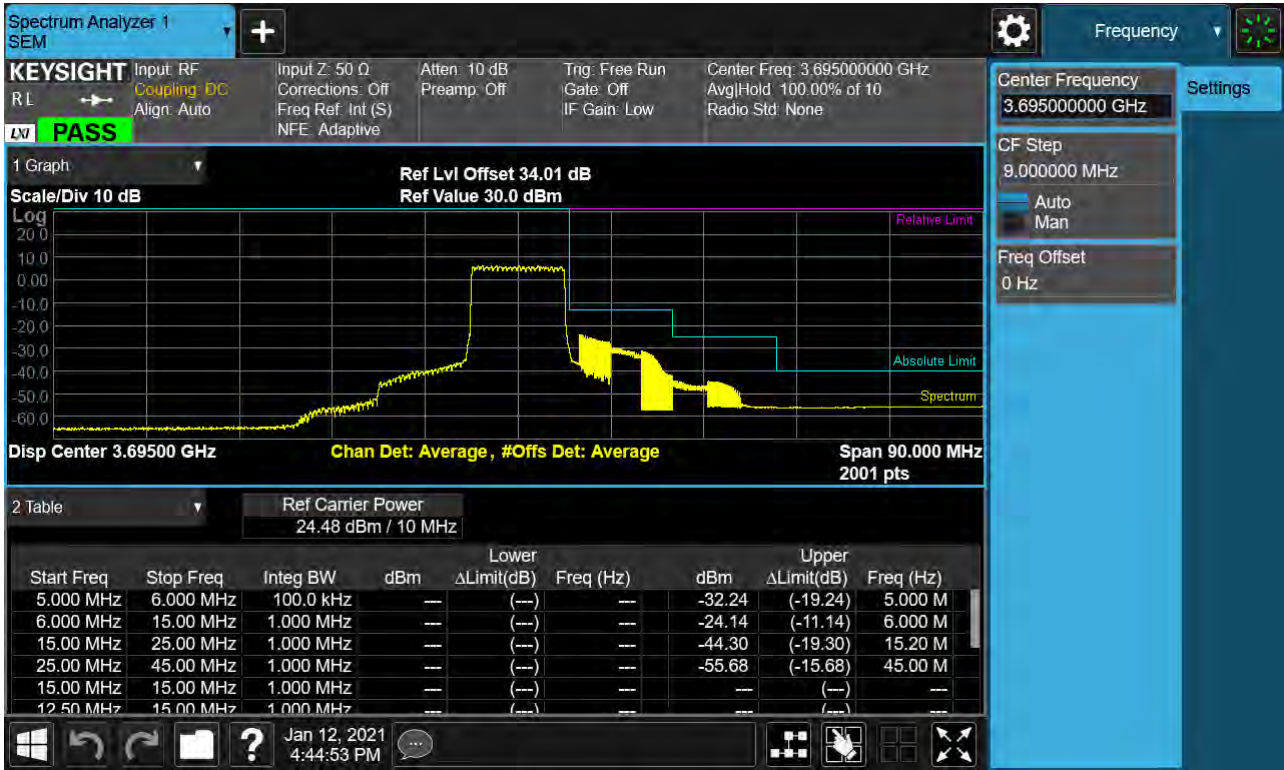 Spectrum Analyzer 1
SEM
Frequency
KEYSIGHT
R L
LXI
PASS
Input: RF
Coupling: DC
Align: Auto
Input Z: 50 Ω
Corrections: Off
Freq Ref: Int (S)
NFE: Adaptive
Atten: 10 dB
Preamp: Off
Trig: Free Run
Gate: Off
IF Gain: Low
Center Freq: 3.695000000 GHz
Avg|Hold: 100.00% of 10
Radio Std: None
Center Frequency
3.695000000 GHz
Settings
CF Step
9.000000 MHz
Auto
Man
Freq Offset
0 Hz
1 Graph
Scale/Div 10 dB
Ref Lvl Offset 34.01 dB
Ref Value 30.0 dBm
Log
20.0
10.0
0.00
-10.0
-20.0
-30.0
-40.0
-50.0
-60.0
Relative Limit
Absolute Limit
Spectrum
Disp Center 3.69500 GHz
Chan Det: Average , #Offs Det: Average
Span 90.000 MHz
2001 pts
2 Table
Ref Carrier Power
24.48 dBm / 10 MHz
Lower Upper
Start Freq Stop Freq Integ BW dBm ΔLimit(dB) Freq (Hz) dBm ΔLimit(dB) Freq (Hz)
5.000 MHz 6.000 MHz 100.0 kHz --- (---) --- -32.24 (-19.24) 5.000 M
6.000 MHz 15.00 MHz 1.000 MHz --- (---) --- -24.14 (-11.14) 6.000 M
15.00 MHz 25.00 MHz 1.000 MHz --- (---) --- -44.30 (-19.30) 15.20 M
25.00 MHz 45.00 MHz 1.000 MHz --- (---) --- -55.68 (-15.68) 45.00 M
15.00 MHz 15.00 MHz 1.000 MHz --- (---) --- --- (---) ---
12.50 MHz 15.00 MHz 1.000 MHz --- (---) --- --- (---) ---
?
Jan 12, 2021
4:44:53 PM